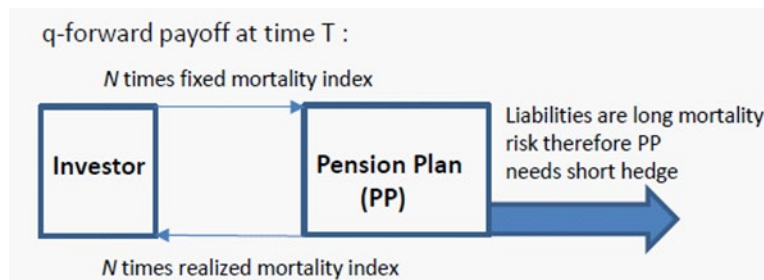 q-forward payoff at time T :
N times fixed mortality index
Investor
Pension Plan
(PP)
Liabilities are long mortality
risk therefore PP
needs short hedge
N times realized mortality index